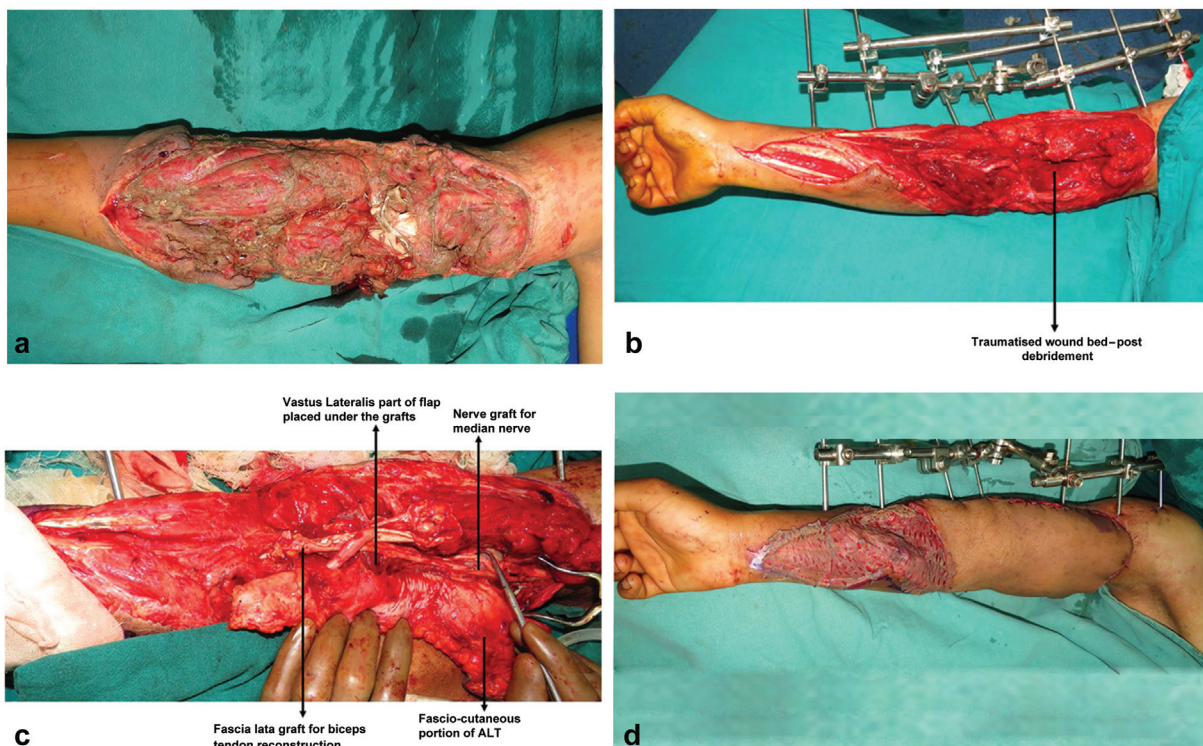 a
b
Traumatised wound bed–post
debridement
Vastus Lateralis part of flap
placed under the grafts
Nerve graft for
median nerve
c
Fascia lata graft for biceps
tendon reconstruction
Fascio-cutaneous
portion of ALT
d